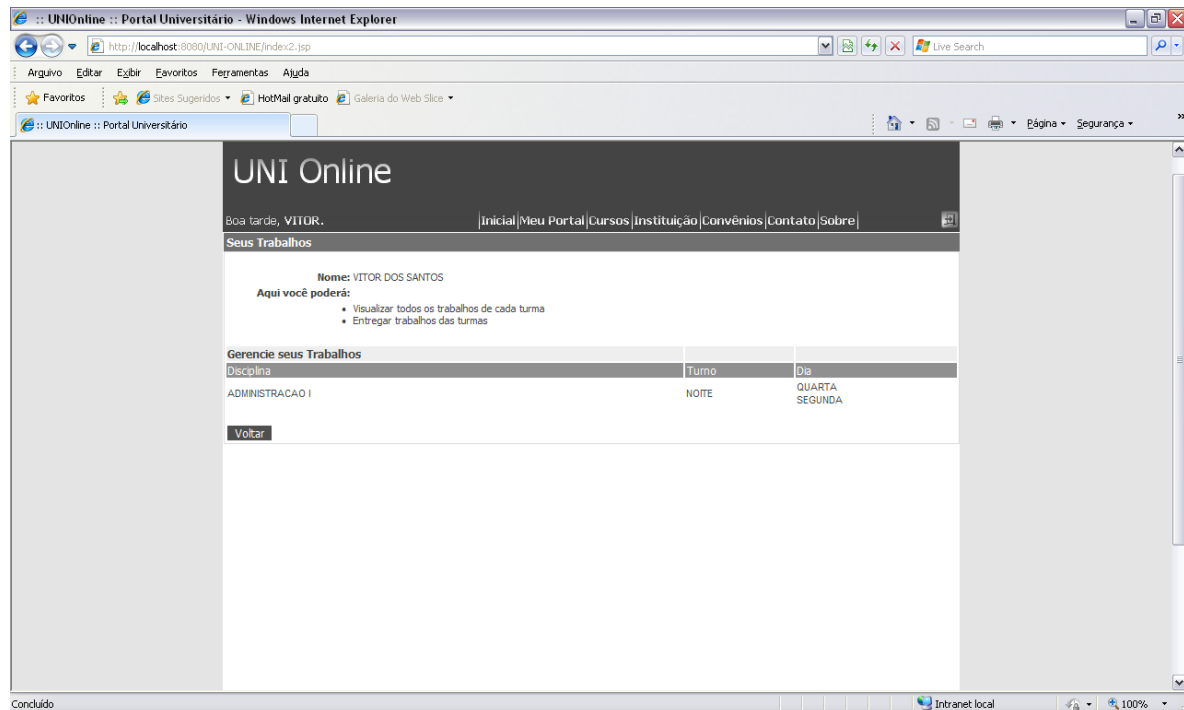 :: UNIOnline :: Portal Universitário - Windows Internet Explorer
http://localhost:8080/UNI-ONLINE/index2.jsp
Live Search
Arquivo Editar Exibir Favoritos Ferramentas Ajuda
Favoritos Sites Sugeridos HotMail gratuito Galeria do Web Slice
:: UNIOnline :: Portal Universitário Página Segurança »
UNI Online
Boa tarde, VITOR. |Inicial|Meu Portal|Cursos|Instituição|Convênios|Contato|Sobre|
Seus Trabalhos
Nome: VITOR DOS SANTOS
Aqui você poderá:
• Visualizar todos os trabalhos de cada turma
• Entregar trabalhos das turmas
Gerencie seus Trabalhos
Disciplina Turno Dia
ADMINISTRACAO I NOITE QUARTA
SEGUNDA
Voltar
Concluído Intranet local 100%